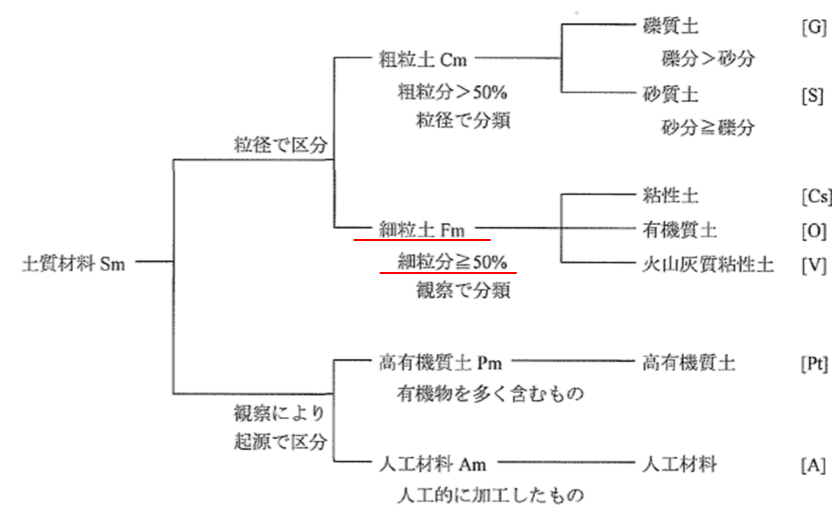 礫質土 [G]
粗粒土 Cm
礫分＞砂分
粗粒分＞50%
砂質土 [S]
粒径で分類
砂分≧礫分
粒径で区分
粘性土 [Cs]
細粒土 Fm
有機質土 [O]
土質材料 Sm
細粒分≧50%
火山灰質粘性土 [V]
観察で分類
高有機質土 Pm
高有機質土 [Pt]
有機物を多く含むもの
観察により
起源で区分
人工材料 Am
人工材料 [A]
人工的に加工したもの